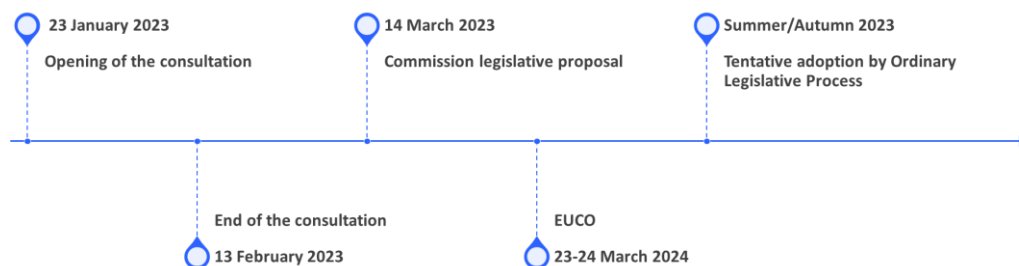 23 January 2023
Opening of the consultation
End of the consultation
13 February 2023
14 March 2023
Commission legislative proposal
EUCO
23-24 March 2024
Summer/Autumn 2023
Tentative adoption by Ordinary
Legislative Process